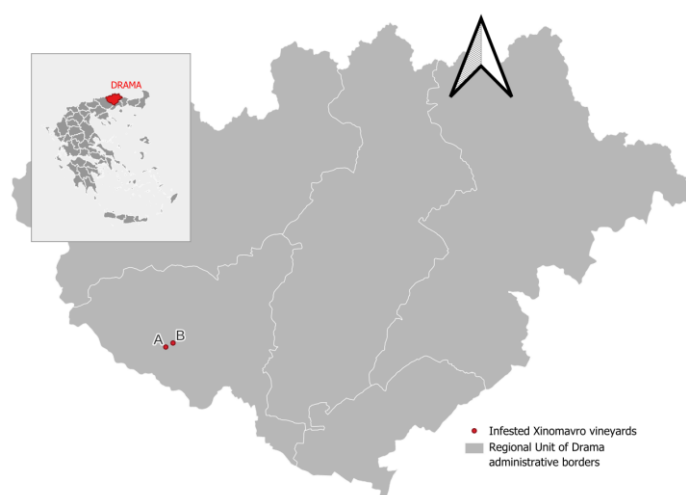 DRAMA
A
B
Infested Xinomavro vineyards
Regional Unit of Drama
administrative borders